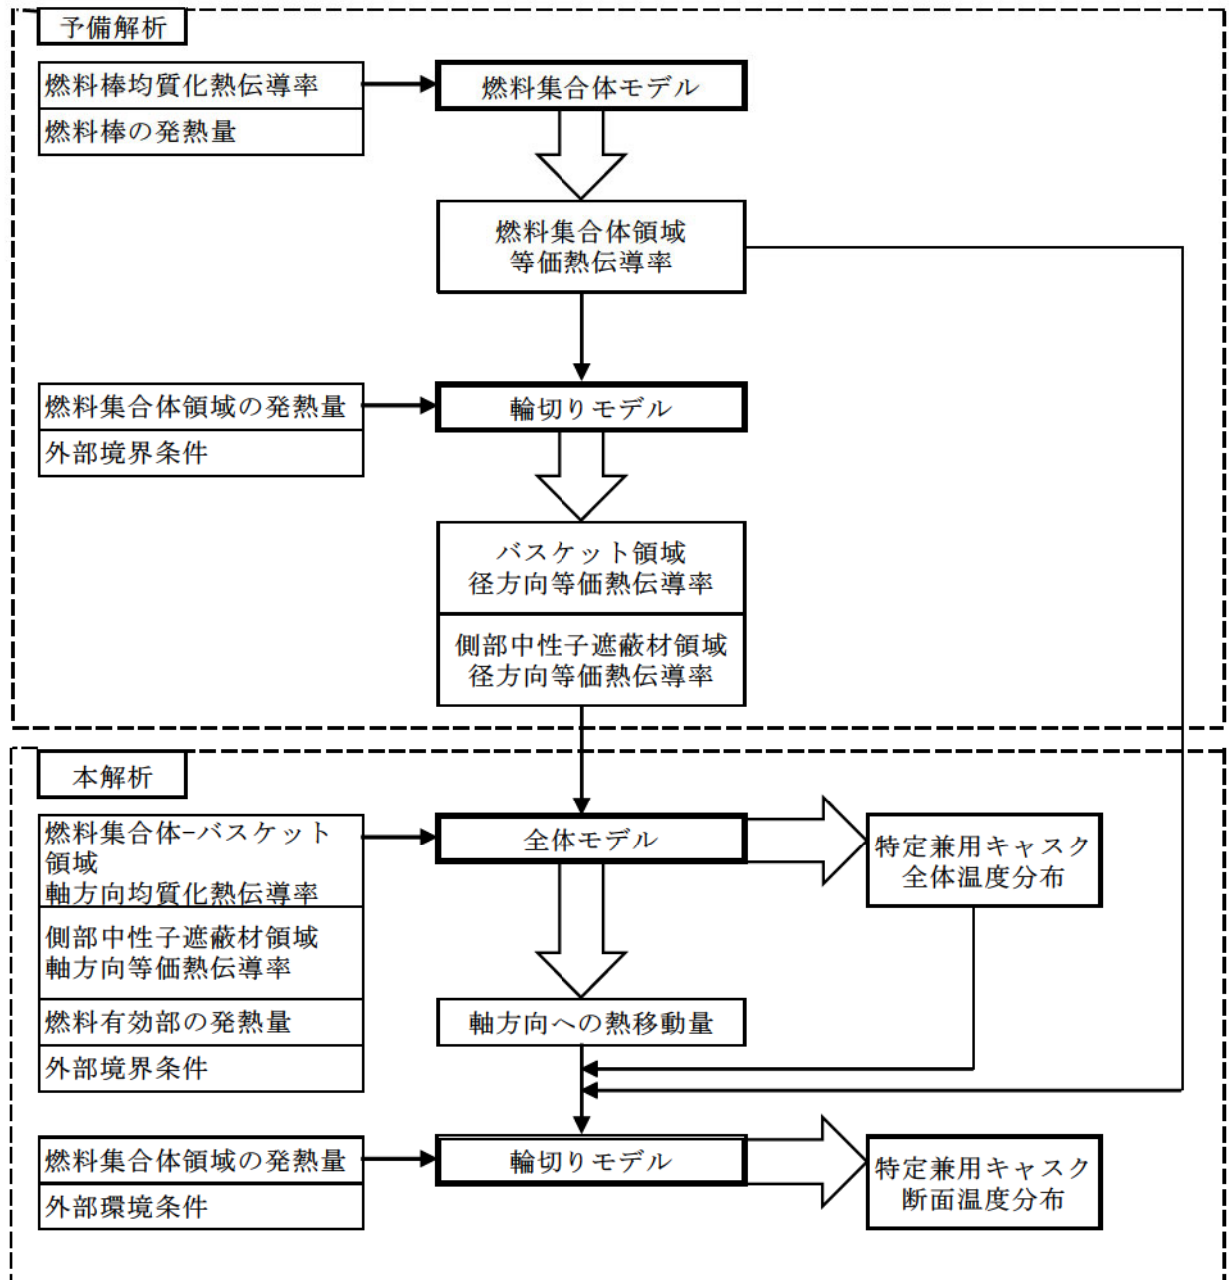 予備解析
燃料棒均質化熱伝導率
燃料棒の発熱量
燃料集合体モデル
燃料集合体領域
等価熱伝導率
燃料集合体領域の発熱量
外部境界条件
輪切りモデル
バスケット領域
径方向等価熱伝導率
側部中性子遮蔽材領域
径方向等価熱伝導率
本解析
燃料集合体-バスケット
領域
軸方向均質化熱伝導率
側部中性子遮蔽材領域
軸方向等価熱伝導率
燃料有効部の発熱量
外部境界条件
全体モデル
特定兼用キャスク
全体温度分布
軸方向への熱移動量
燃料集合体領域の発熱量
外部環境条件
輪切りモデル
特定兼用キャスク
断面温度分布